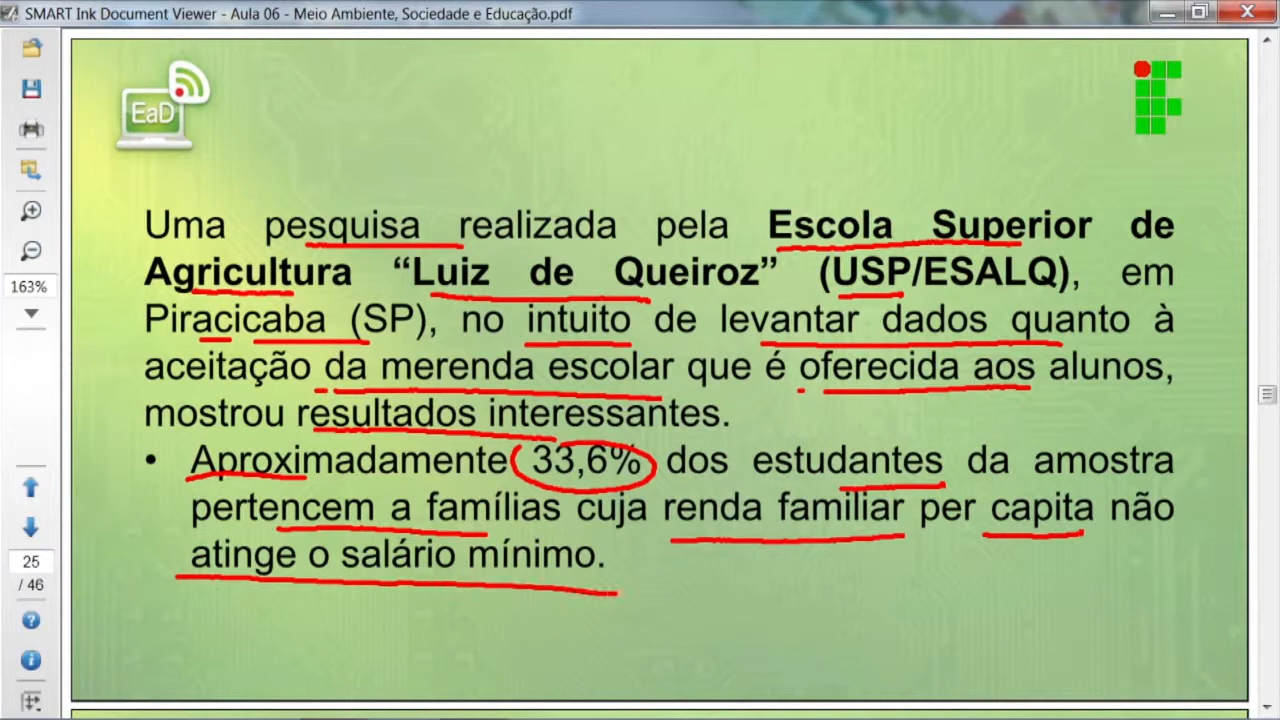 SMART Ink Document Viewer - Aula 06 - Meio Ambiente, Sociedade e Educação.pdf
EaD
163%
Uma pesquisa realizada pela Escola Superior de
Agricultura “Luiz de Queiroz” (USP/ESALQ), em
Piracicaba (SP), no intuito de levantar dados quanto à
aceitação da merenda escolar que é oferecida aos alunos,
mostrou resultados interessantes.
• Aproximadamente 33,6% dos estudantes da amostra
pertencem a famílias cuja renda familiar per capita não
atinge o salário mínimo.
25
/ 46